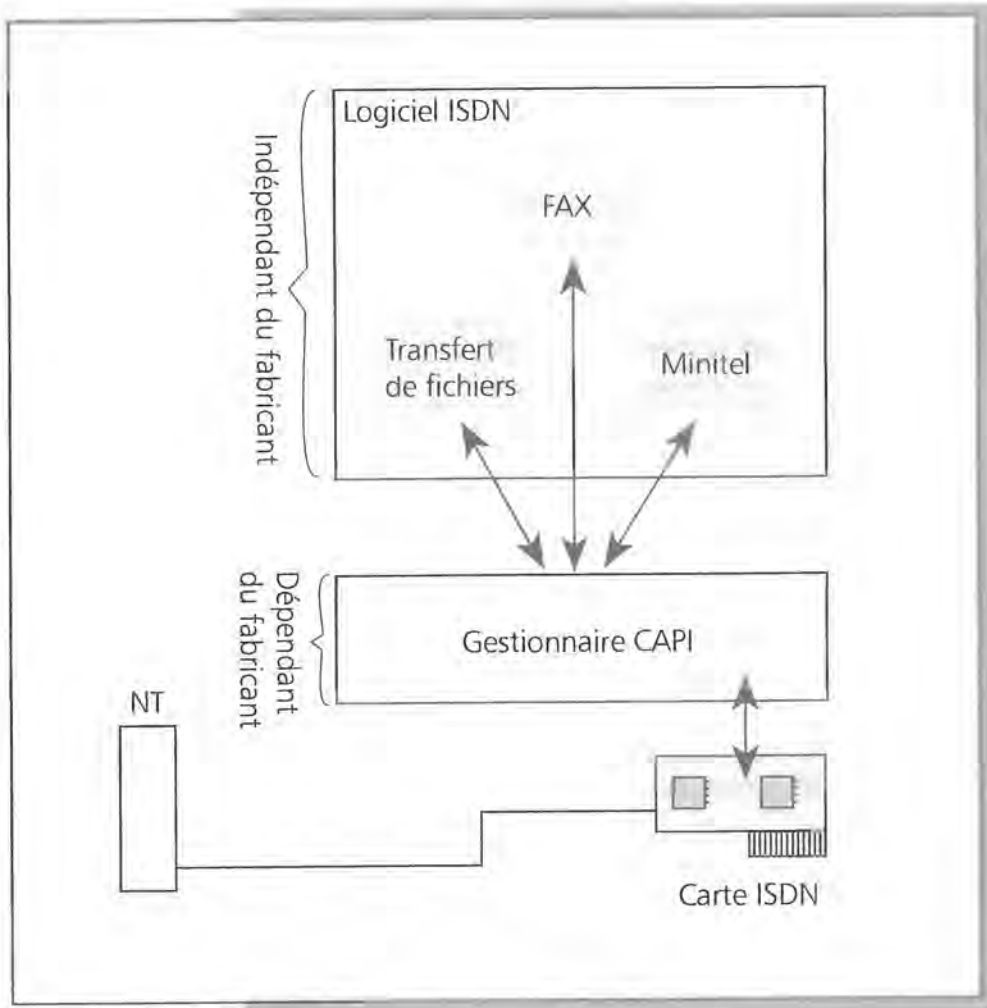 Logiciel ISDN
Indépendant du fabricant
FAX
Transfert
de fichiers
Minitel
Dépendant
du fabricant
Gestionnaire CAPI
NT
Carte ISDN